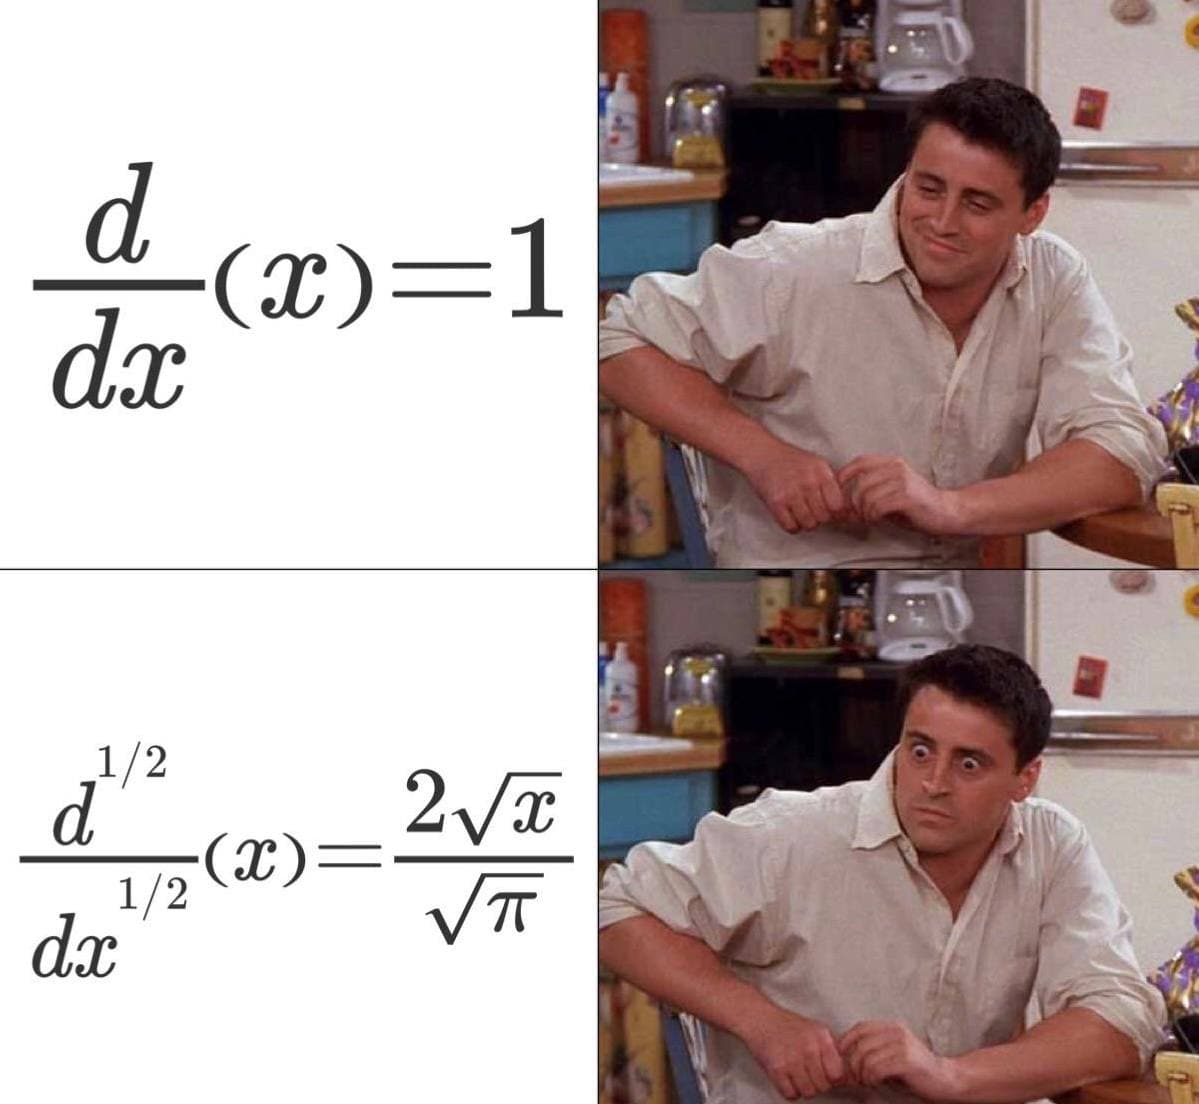 d/dx (x)=1
d^1/2/dx^1/2 (x)=2√x/√π